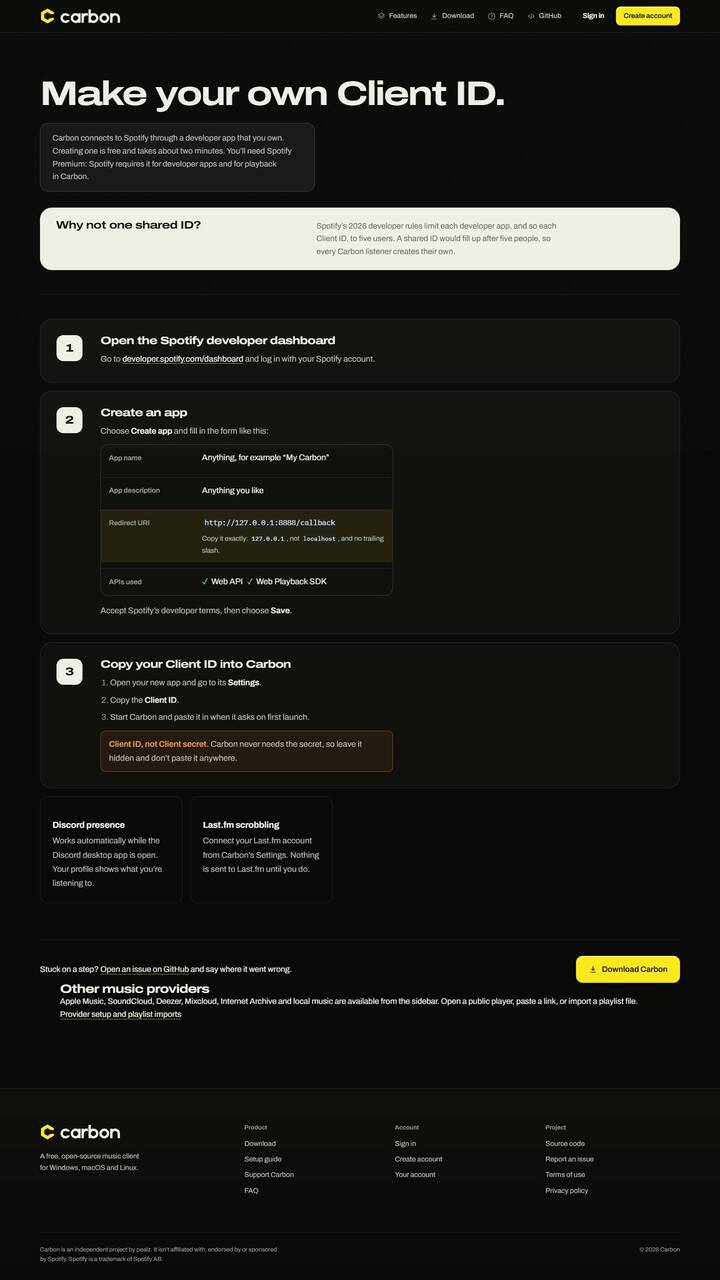 carbon
Features
Download
FAQ
GitHub
Sign in
Create account
Make your own Client ID.
Carbon connects to Spotify through a developer app that you own.
Creating one is free and takes about two minutes. You'll need Spotify
Premium: Spotify requires it for developer apps and for playback
in Carbon.
Why not one shared ID?
Spotify's 2026 developer rules limit each developer app, and so each
Client ID, to five users. A shared ID would fill up after five people, so
every Carbon listener creates their own.
1
Open the Spotify developer dashboard
Go to developer.spotify.com/dashboard and log in with your Spotify account.
2
Create an app
Choose Create app and fill in the form like this:
App name
Anything, for example “My Carbon”
App description
Anything you like
Redirect URI
http://127.0.0.1:8888/callback
Copy it exactly: 127.0.0.1, not localhost, and no trailing
slash.
APIs used
✓ Web API ✓ Web Playback SDK
Accept Spotify's developer terms, then choose Save.
3
Copy your Client ID into Carbon
1. Open your new app and go to its Settings.
2. Copy the Client ID.
3. Start Carbon and paste it in when it asks on first launch.
Client ID, not Client secret. Carbon never needs the secret, so leave it
hidden and don't paste it anywhere.
Discord presence
Works automatically while the
Discord desktop app is open.
Your profile shows what you're
listening to.
Last.fm scrobbling
Connect your Last.fm account
from Carbon's Settings. Nothing
is sent to Last.fm until you do.
Stuck on a step? Open an issue on GitHub and say where it went wrong.
Download Carbon
Other music providers
Apple Music, SoundCloud, Deezer, Mixcloud, Internet Archive and local music are available from the sidebar. Open a public player, paste a link, or import a playlist file.
Provider setup and playlist imports
carbon
A free, open-source music client
for Windows, macOS and Linux.
Product
Download
Setup guide
Support Carbon
FAQ
Account
Sign in
Create account
Your account
Project
Source code
Report an issue
Terms of use
Privacy policy
Carbon is an independent project by pealz. It isn't affiliated with, endorsed by or sponsored
by Spotify. Spotify is a trademark of Spotify AB.
© 2026 Carbon